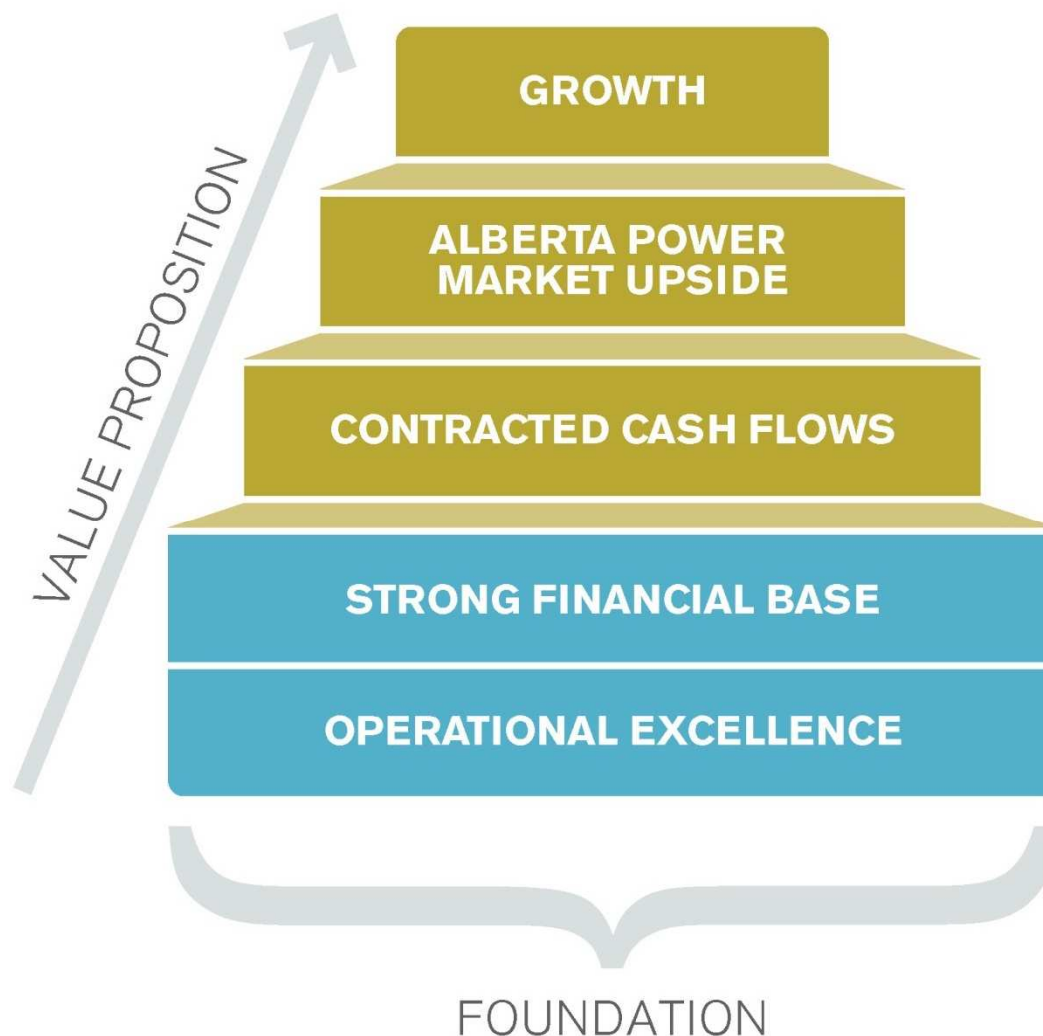 VALUE PROPOSITION
GROWTH
ALBERTA POWER
MARKET UPSIDE
CONTRACTED CASH FLOWS
STRONG FINANCIAL BASE
OPERATIONAL EXCELLENCE
FOUNDATION